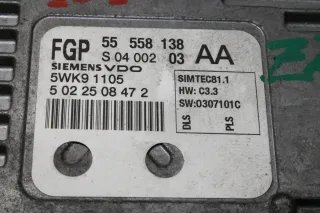 FGP 55 558 138 AA
S 04 002 03
SIEMENS VDO
5WK9 1105
5 02 25 08 47 2
SIMTEC81.1
HW: C3.3
SW:0307101C
DLS
PLS